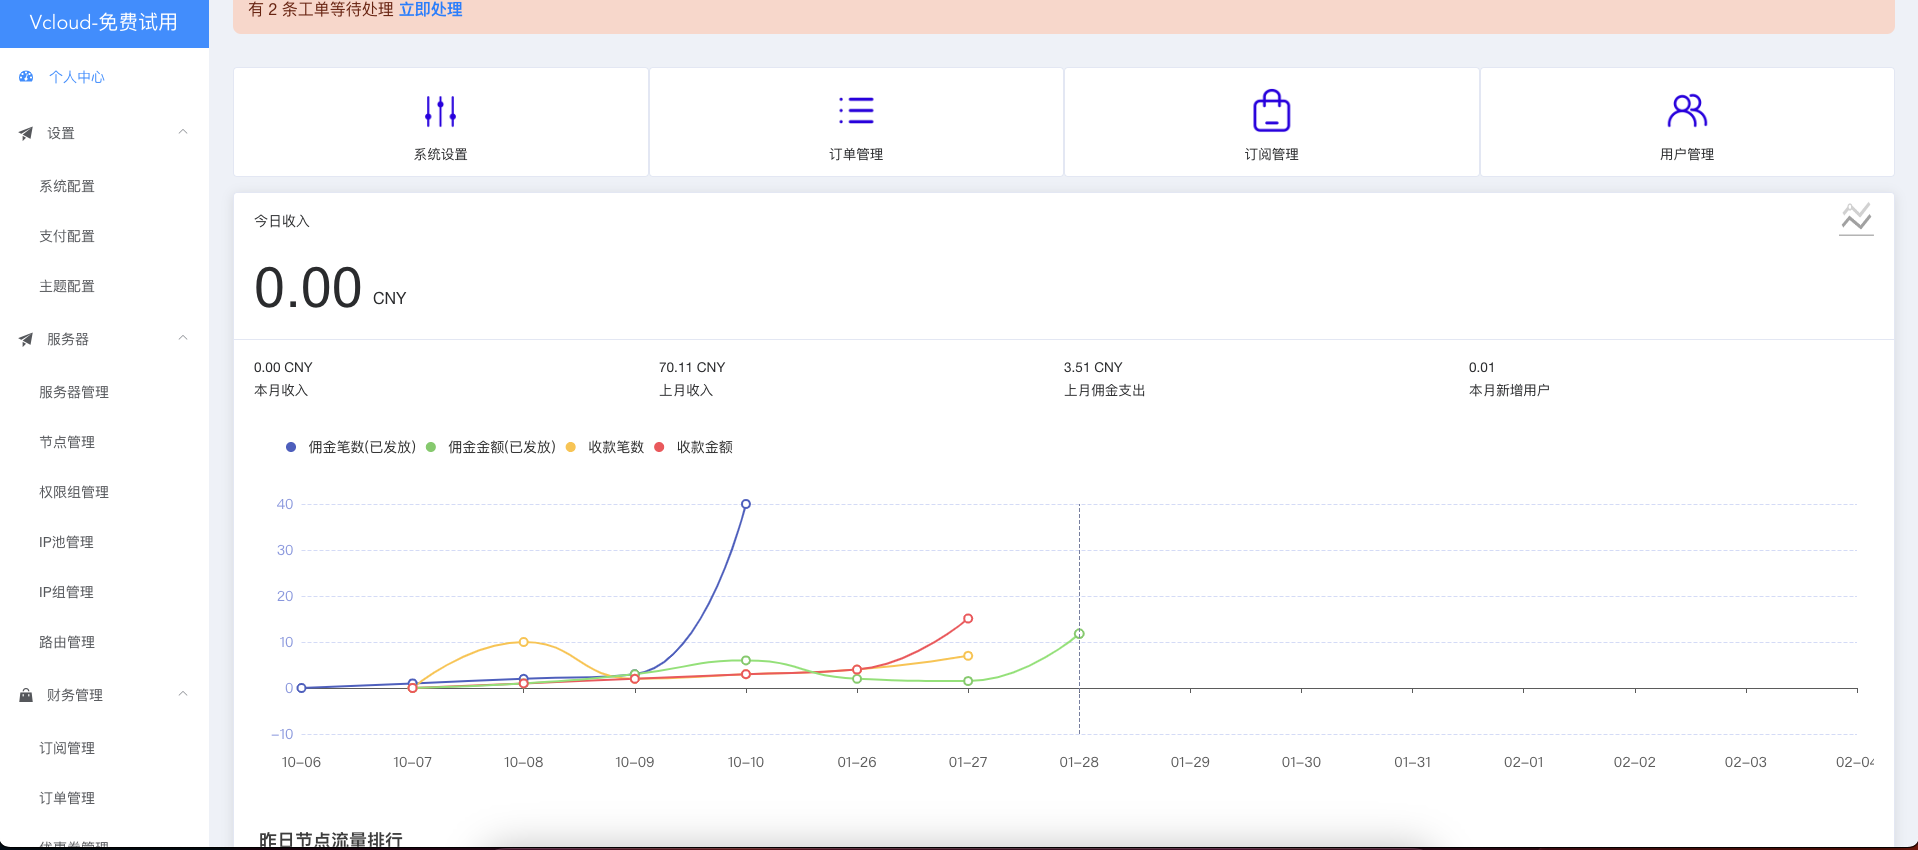 Vcloud-免费试用
有 2 条工单等待处理 立即处理
个人中心
设置
系统配置
支付配置
主题配置
服务器
服务器管理
节点管理
权限组管理
IP池管理
IP组管理
路由管理
财务管理
订阅管理
订单管理
优惠券管理
系统设置
订单管理
订阅管理
用户管理
今日收入
0.00 CNY
0.00 CNY
本月收入
70.11 CNY
上月收入
3.51 CNY
上月佣金支出
0.01
本月新增用户
佣金笔数(已发放) 佣金金额(已发放) 收款笔数 收款金额
40
30
20
10
0
-10
10-06 10-07 10-08 10-09 10-10 01-26 01-27 01-28 01-29 01-30 01-31 02-01 02-02 02-03 02-04
昨日节点流量排行